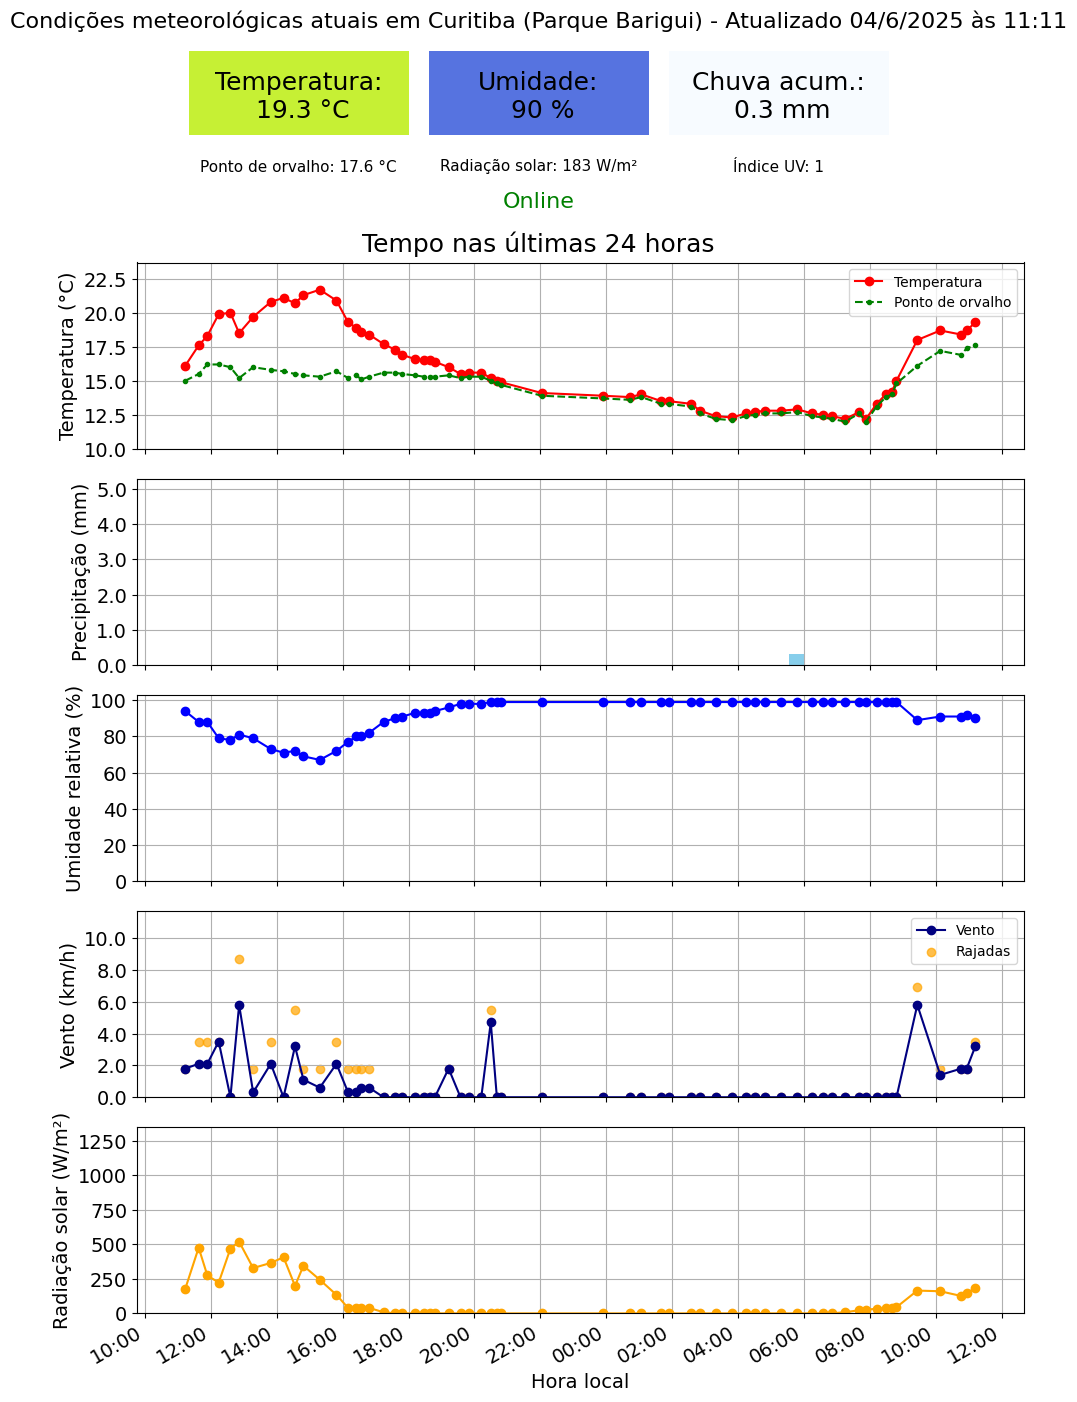 Condições meteorológicas atuais em Curitiba (Parque Barigui) - Atualizado 04/6/2025 às 11:11
Temperatura:
19.3 °C
Umidade:
90 %
Chuva acum.:
0.3 mm
Ponto de orvalho: 17.6 °C
Radiação solar: 183 W/m²
Índice UV: 1
Online
Tempo nas últimas 24 horas
Temperatura (°C)
22.5
20.0
17.5
15.0
12.5
10.0
Temperatura
Ponto de orvalho
Precipitação (mm)
5.0
4.0
3.0
2.0
1.0
0.0
Umidade relativa (%)
100
80
60
40
20
0
Vento (km/h)
10.0
8.0
6.0
4.0
2.0
0.0
Vento
Rajadas
Radiação solar (W/m²)
1250
1000
750
500
250
0
10:00
12:00
14:00
16:00
18:00
20:00
22:00
00:00
02:00
04:00
06:00
08:00
10:00
12:00
Hora local